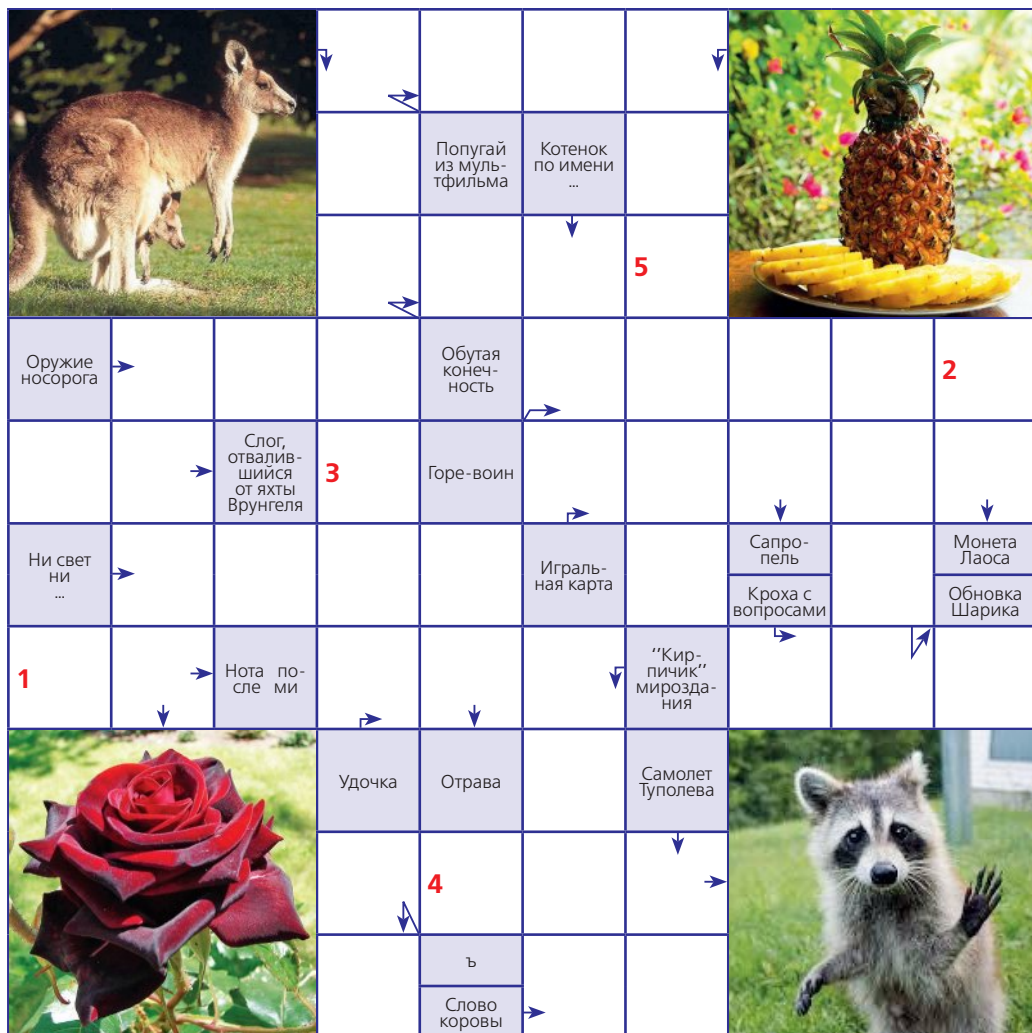 Попугай
из муль-
тфильма
Котенок
по имени
...
5
Оружие
носорога
Обутая
конеч-
ность
2
Слог,
отвалив-
шийся
от яхты
Врунгеля
3
Горе-воин
Ни свет
ни
...
Играль-
ная карта
Сапро-
пель
Кроха с
вопросами
Монета
Лаоса
Обновка
Шарика
1
Нота по-
сле ми
"Кир-
пичик"
мирозда-
ния
Удочка
Отрава
Самолет
Туполева
4
ъ
Слово
коровы